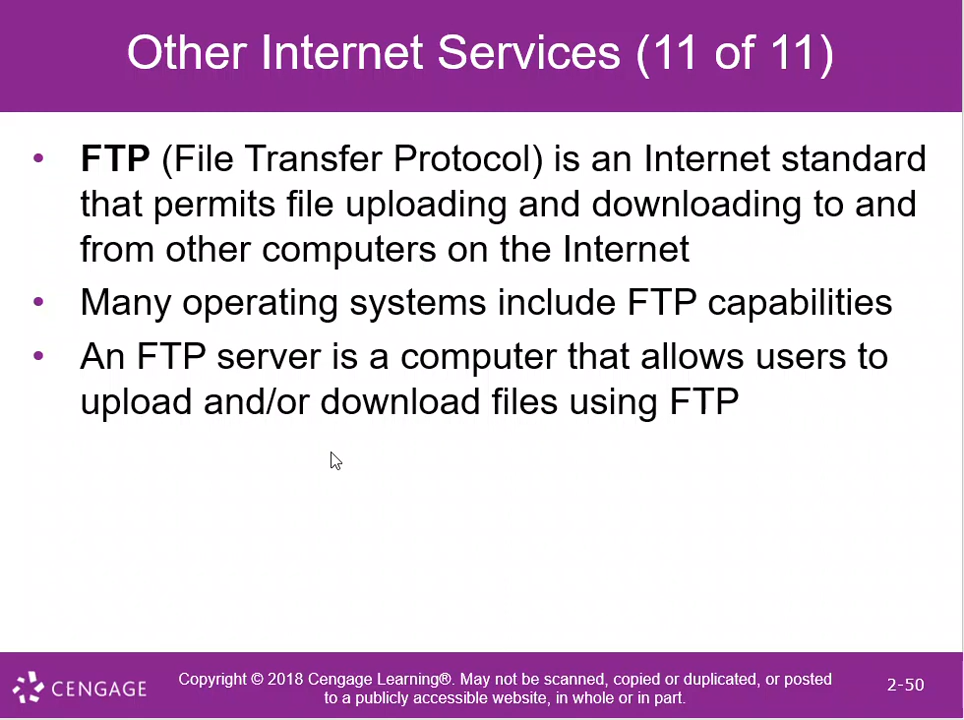 Other Internet Services (11 of 11)
• FTP (File Transfer Protocol) is an Internet standard
that permits file uploading and downloading to and
from other computers on the Internet
• Many operating systems include FTP capabilities
• An FTP server is a computer that allows users to
upload and/or download files using FTP
CENGAGE
Copyright © 2018 Cengage Learning®. May not be scanned, copied or duplicated, or posted
to a publicly accessible website, in whole or in part.
2-50